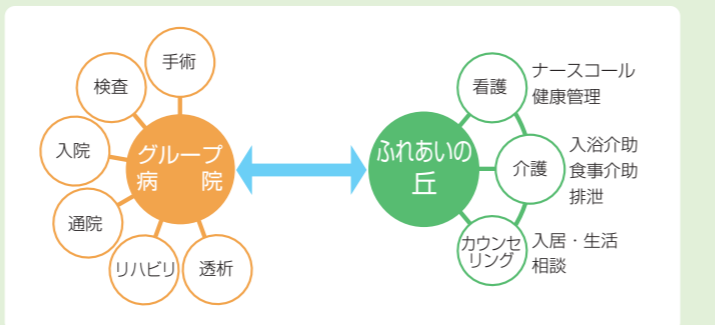 手術
検査
入院
通院
リハビリ
透析
グループ
病　院
ふれあいの
丘
看護
ナースコール
健康管理
介護
入浴介助
食事介助
排泄
カウンセ
リング
入居・生活
相談